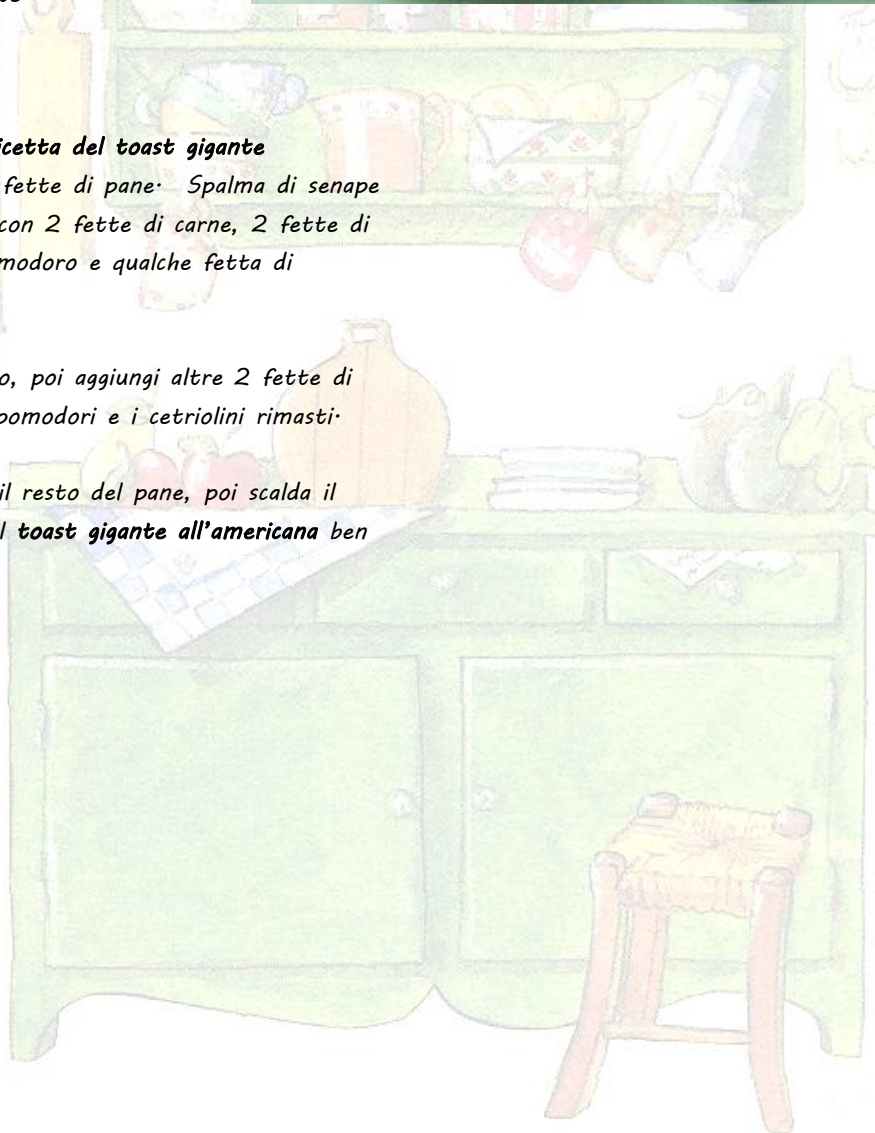 icetta del toast gigante
fette di pane· Spalma di senape
con 2 fette di carne, 2 fette di
modoro e qualche fetta di
o, poi aggiungi altre 2 fette di
pomodori e i cetriolini rimasti·
il resto del pane, poi scalda il
l toast gigante all'americana ben